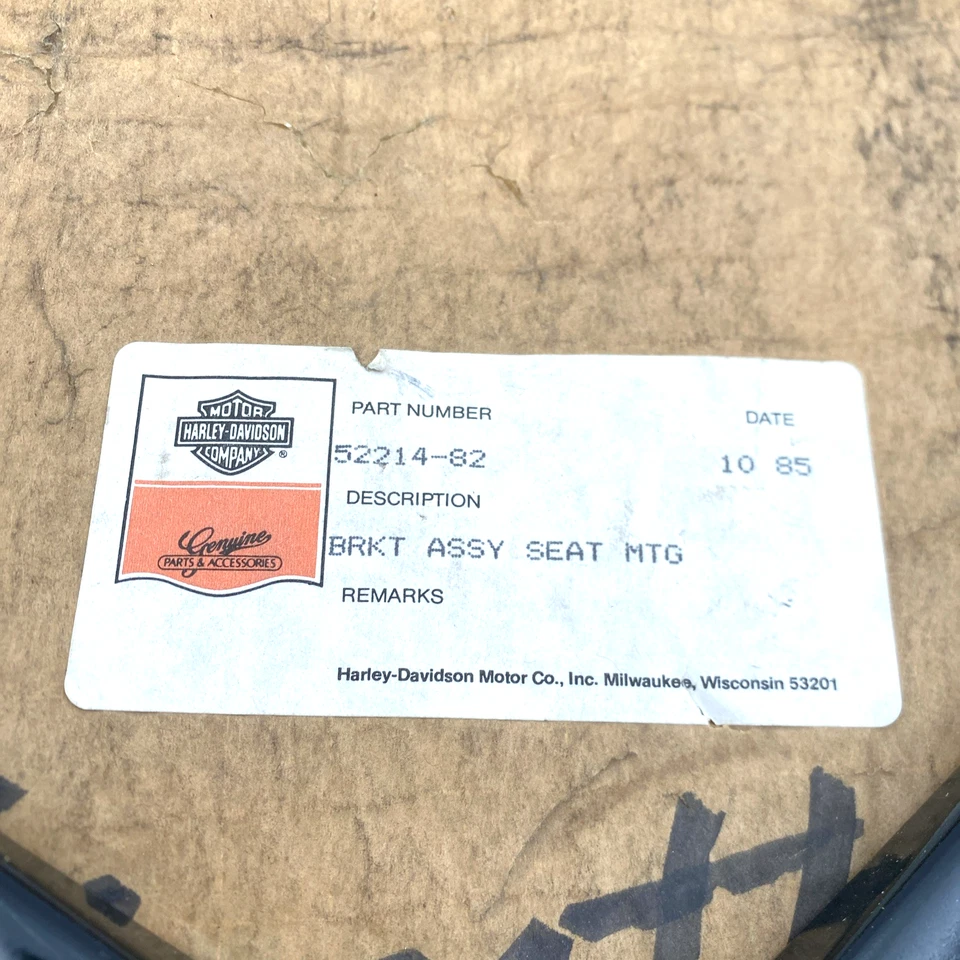 MOTOR
HARLEY-DAVIDSON
COMPANY ®
Genuine
PARTS & ACCESSORIES
PART NUMBER
DATE
52214-82
10 85
DESCRIPTION
BRKT ASSY SEAT MTG
REMARKS
Harley-Davidson Motor Co., Inc. Milwaukee, Wisconsin 53201